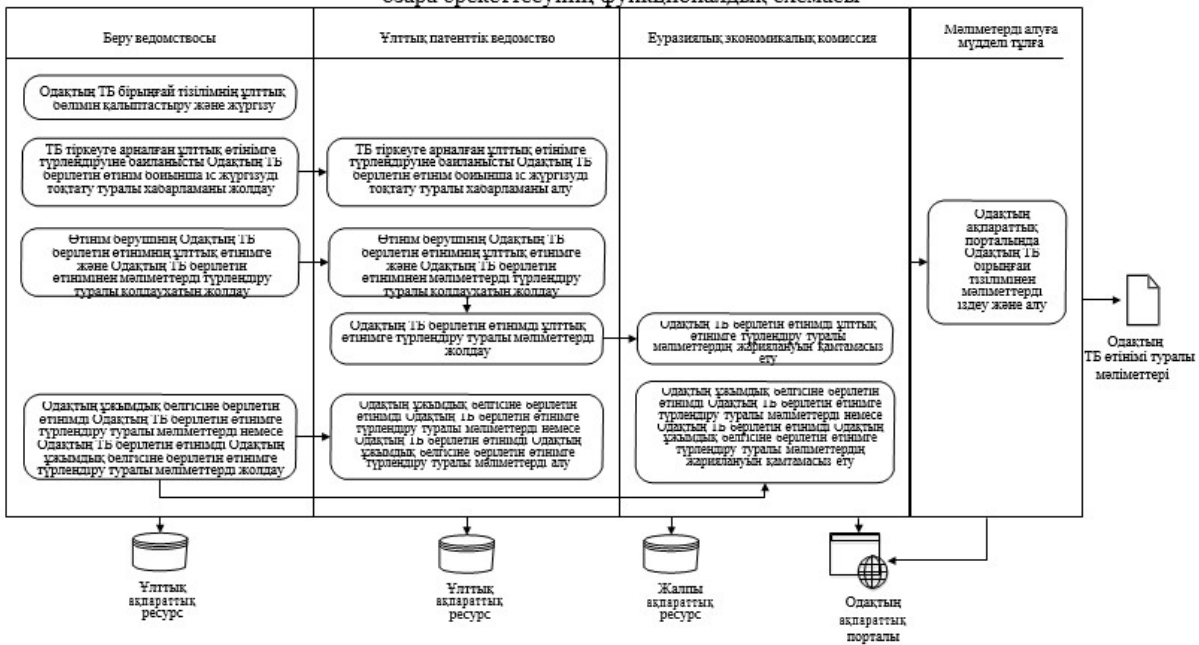 өзара әрекеттесуінің функционалдық схемасы
Беру ведомствосы
Ұлттық патенттік ведомство
Еуразиялық экономикалық комиссия
Мәліметерді алуға
мүдделі тұлға
Одақтың ТБ бірыңғай тізілімнің ұлттық
бөлімін қалыптастыру және жүргізу
ТБ тіркеуге арналған ұлттық өтінімге
түрлендіруіне байланысты Одақтың ТБ
берілетін өтінім бойынша іс жүргізуді
тоқтату туралы хабарламаны жолдау
ТБ тіркеуге арналған ұлттық өтінімге
түрлендіруіне байланысты Одақтың ТБ
берілетін өтінім бойынша іс жүргізуді
тоқтату туралы хабарламаны алу
Өтінім берушінің Одақтың ТБ
берілетін өтінімнің ұлттық өтінімге
және Одақтың ТБ берілетін
өтінімінен мәліметтерді түрлендіру
туралы қолдаухатын жолдау
Өтінім берушінің Одақтың ТБ
берілетін өтінімнің ұлттық өтінімге
және Одақтың ТБ берілетін
өтінімінен мәліметтерді түрлендіру
туралы қолдаухатын жолдау
Одақтың
ақпараттық
порталында
Одақтың ТБ
бірыңғай
тізілімінен
мәліметтерді
іздеу және алу
Одақтың ТБ берілетін өтінімді ұлттық
өтінімге түрлендіру туралы мәліметтерді
жолдау
Одақтың ТБ берілетін өтінімді ұлттық
өтінімге түрлендіру туралы
мәліметтердің жариялануын қамтамасыз
ету
Одақтың
ТБ өтінімі туралы
мәліметтері
Одақтың ұжымдық белгісіне берілетін
өтінімді Одақтың ТБ берілетін өтінімге
түрлендіру туралы мәліметтерді немесе
Одақтың ТБ берілетін өтінімді Одақтың
ұжымдық белгісіне берілетін өтінімге
түрлендіру туралы мәліметтерді жолдау
Одақтың ұжымдық белгісіне берілетін
өтінімді Одақтың ТБ берілетін өтінімге
түрлендіру туралы мәліметтерді немесе
Одақтың ТБ берілетін өтінімді Одақтың
ұжымдық белгісіне берілетін өтінімге
түрлендіру туралы мәліметтерді алу
Одақтың ұжымдық белгісіне берілетін
өтінімді Одақтың ТБ берілетін өтінімге
түрлендіру туралы мәліметтерді немесе
Одақтың ТБ берілетін өтінімді Одақтың
ұжымдық белгісіне берілетін өтінімге
түрлендіру туралы мәліметтердің
жариялануын қамтамасыз ету
Ұлттық
ақпараттық
ресурс
Ұлттық
ақпараттық
ресурс
Жалпы
ақпараттық
ресурс
Одақтың
ақпараттық
порталы